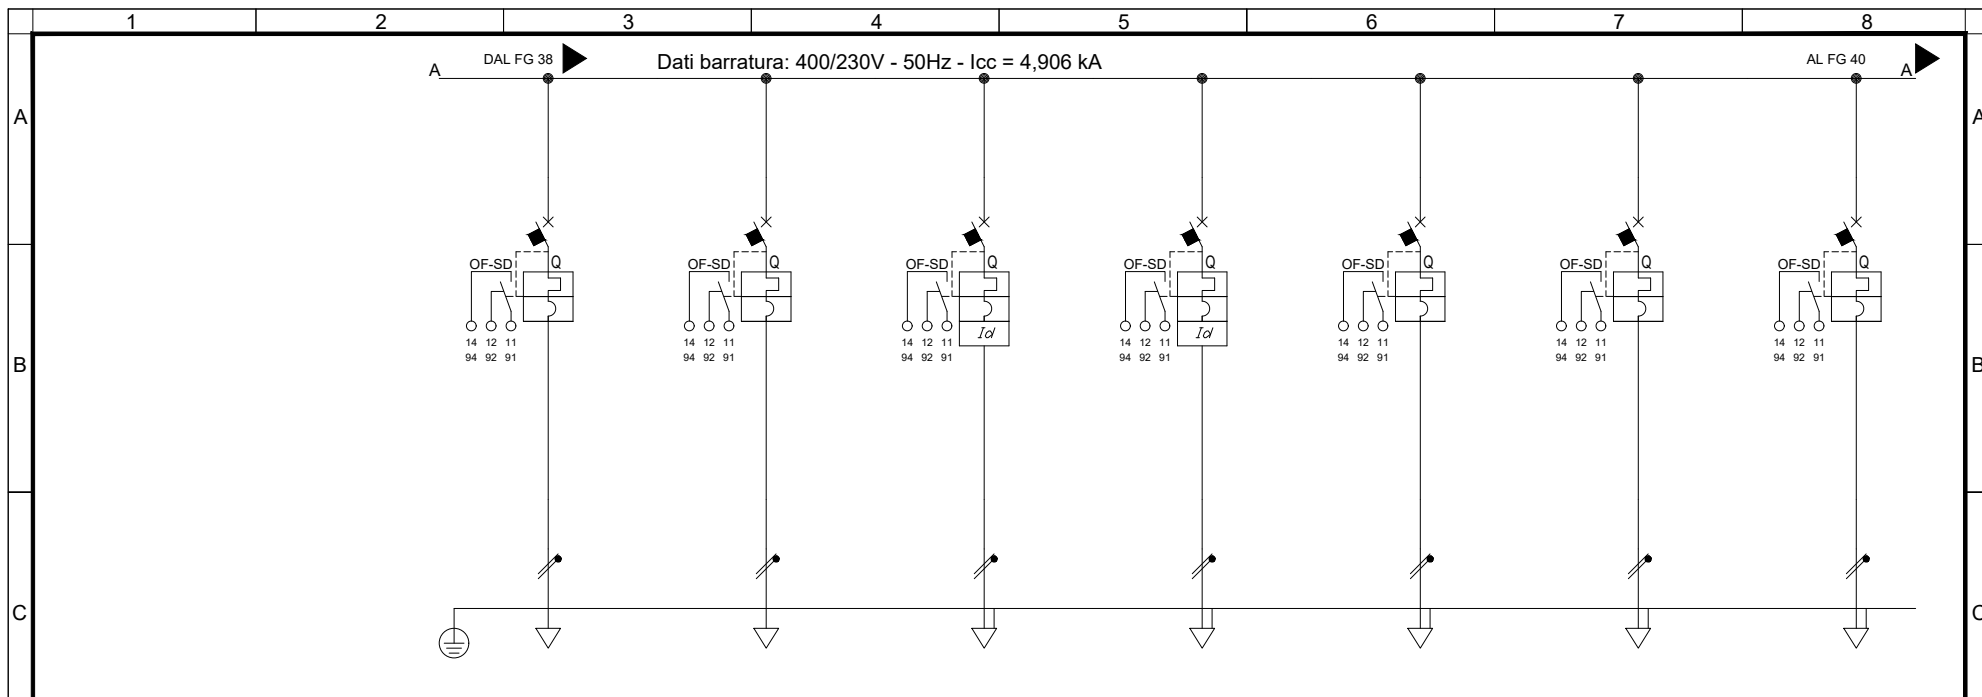 1 2 3 4 5 6 7 8
DAL FG 38 Dati barratura: 400/230V - 50Hz - Icc = 4,906 kA AL FG 40
A A
A A
OF-SD Q OF-SD Q OF-SD Q OF-SD Q OF-SD Q OF-SD Q OF-SD Q
Id Id
14 12 11 14 12 11 14 12 11 14 12 11 14 12 11 14 12 11 14 12 11
94 92 91 94 92 91 94 92 91 94 92 91 94 92 91 94 92 91 94 92 91
B B
C C